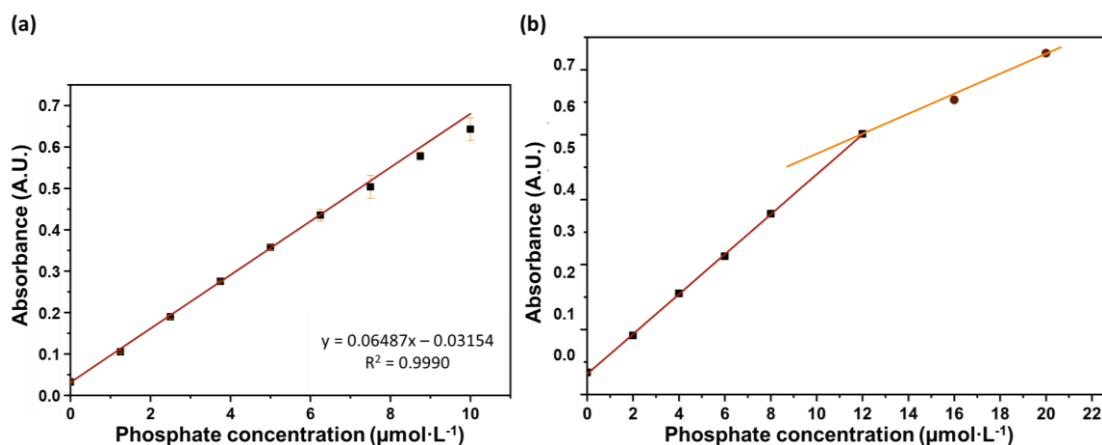 (a)
Absorbance (A.U.)
0.7
0.6
0.5
0.4
0.3
0.2
0.1
0.0
y = 0.06487x – 0.03154
R² = 0.9990
0 2 4 6 8 10
Phosphate concentration (µmol·L⁻¹)
(b)
Absorbance (A.U.)
0.7
0.6
0.5
0.4
0.3
0.2
0.1
0.0
0 2 4 6 8 10 12 14 16 18 20 22
Phosphate concentration (µmol·L⁻¹)